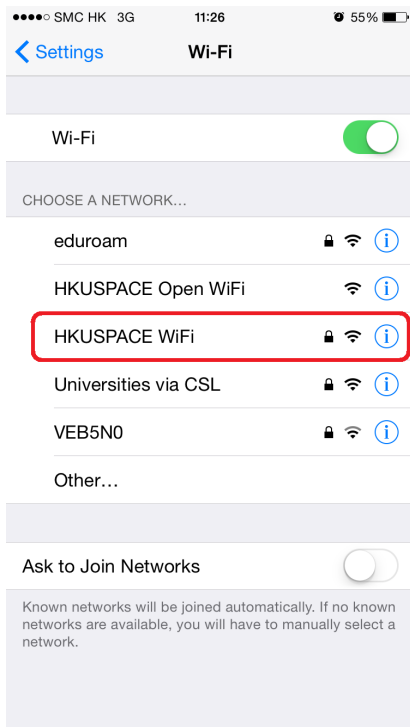 SMC HK 3G 11:26 55%
Settings Wi-Fi
Wi-Fi
CHOOSE A NETWORK...
eduroam
HKUSPACE Open WiFi
HKUSPACE WiFi
Universities via CSL
VEB5N0
Other...
Ask to Join Networks
Known networks will be joined automatically. If no known
networks are available, you will have to manually select a
network.